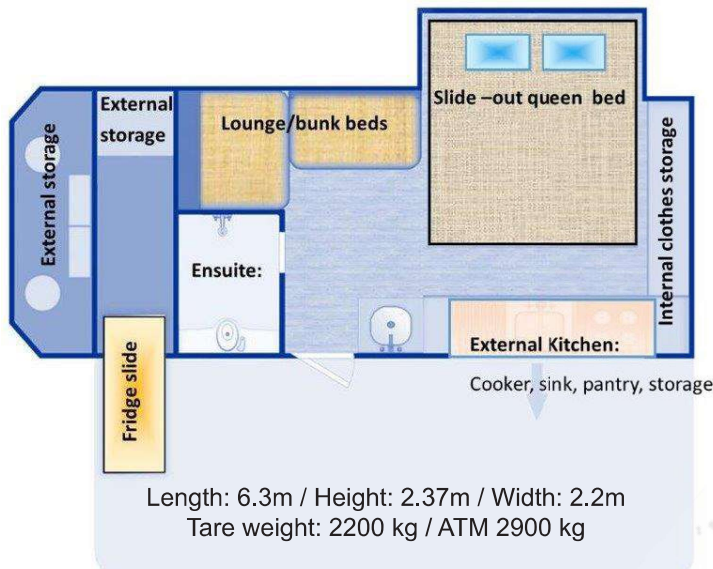 External storage
External
storage
Lounge/bunk beds
Slide –out queen bed
Internal clothes storage
Ensuite:
Fridge slide
External Kitchen:
Cooker, sink, pantry, storage
Length: 6.3m / Height: 2.37m / Width: 2.2m
Tare weight: 2200 kg / ATM 2900 kg